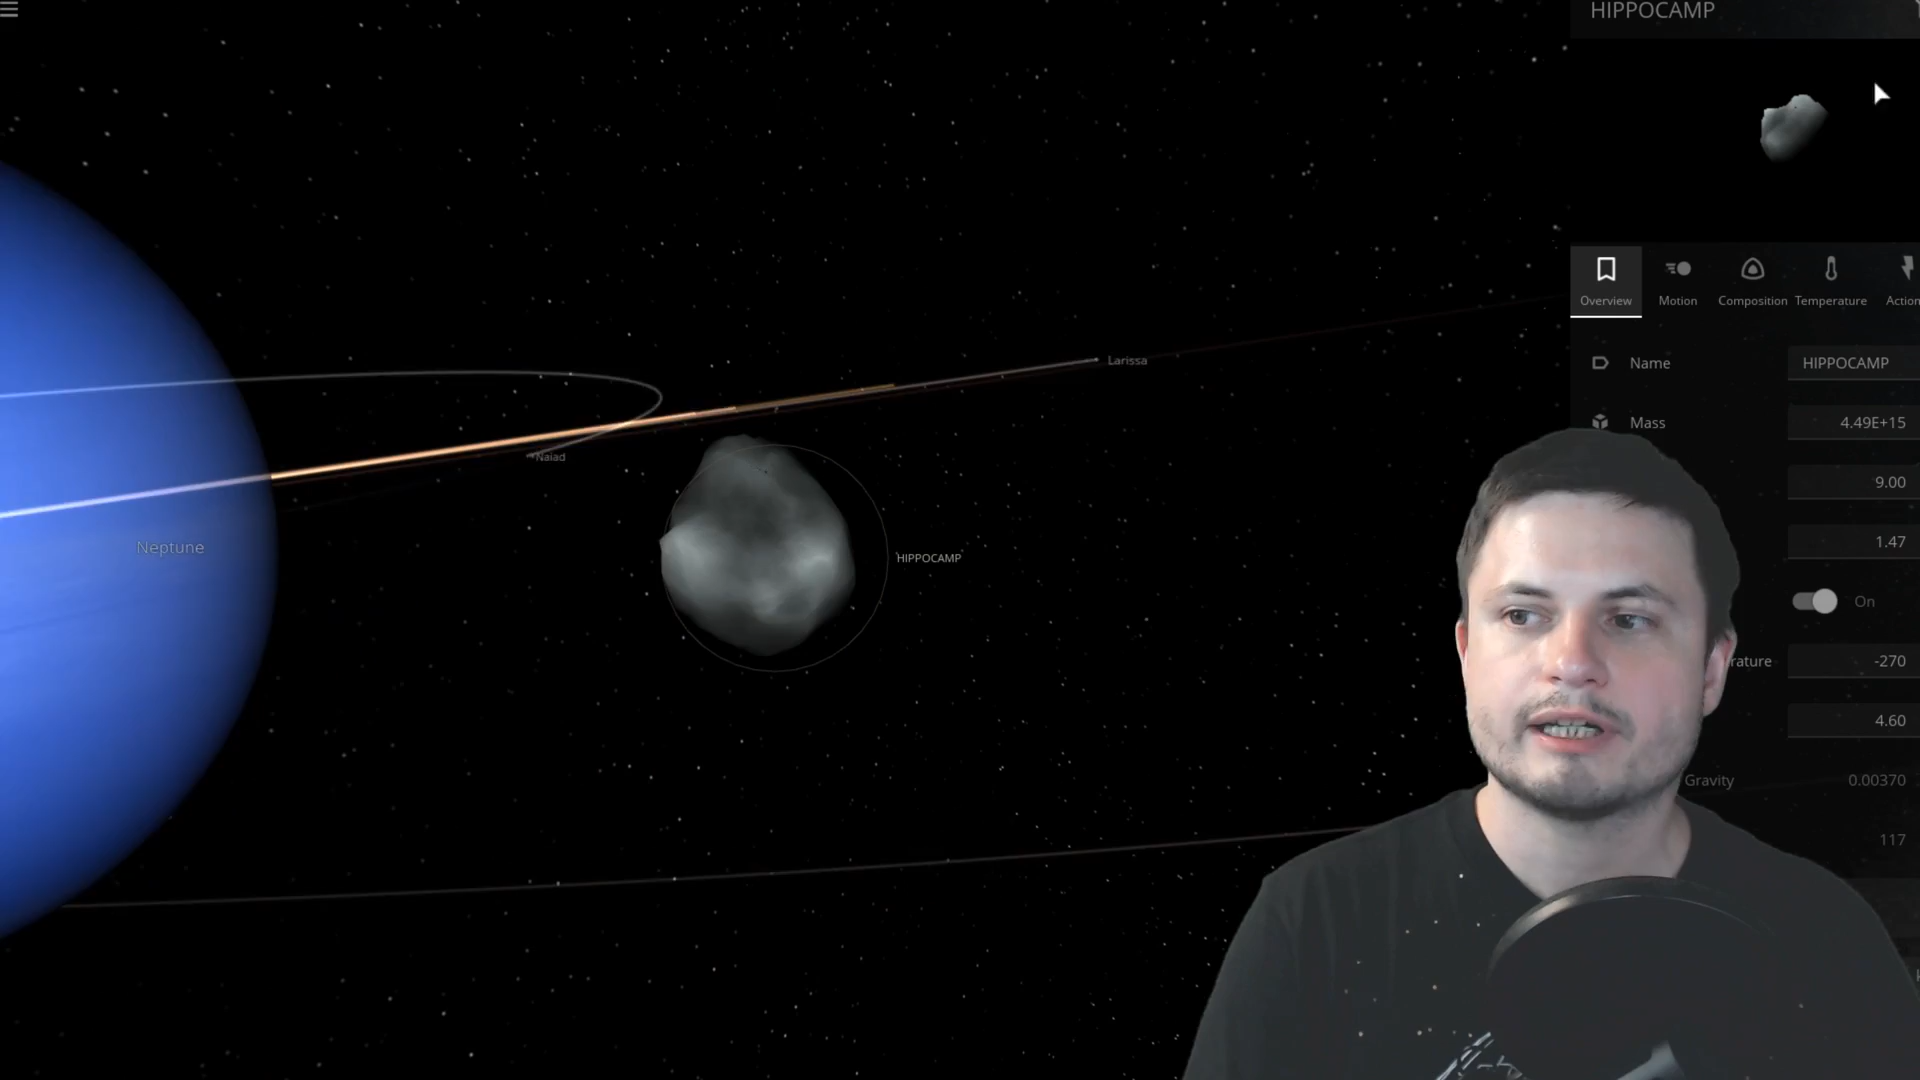 HIPPOCAMP
Overview
Motion
Composition
Temperature
Action
Name
HIPPOCAMP
Mass
4.49E+15
9.00
1.47
On
rature
-270
4.60
Gravity
0.00370
117
Larissa
Naiad
Neptune
HIPPOCAMP